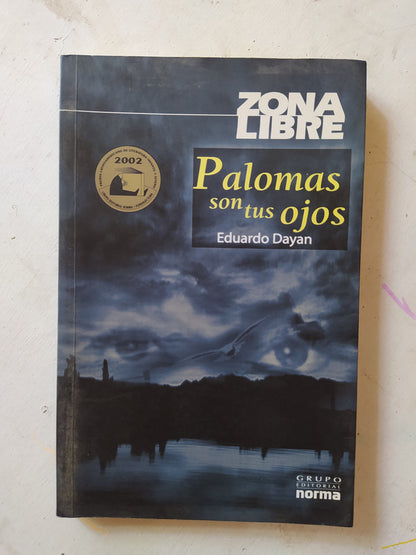 ZONA
LIBRE
2002
Palomas
son tus ojos
Eduardo Dayan
GRUPO
EDITORIAL
norma